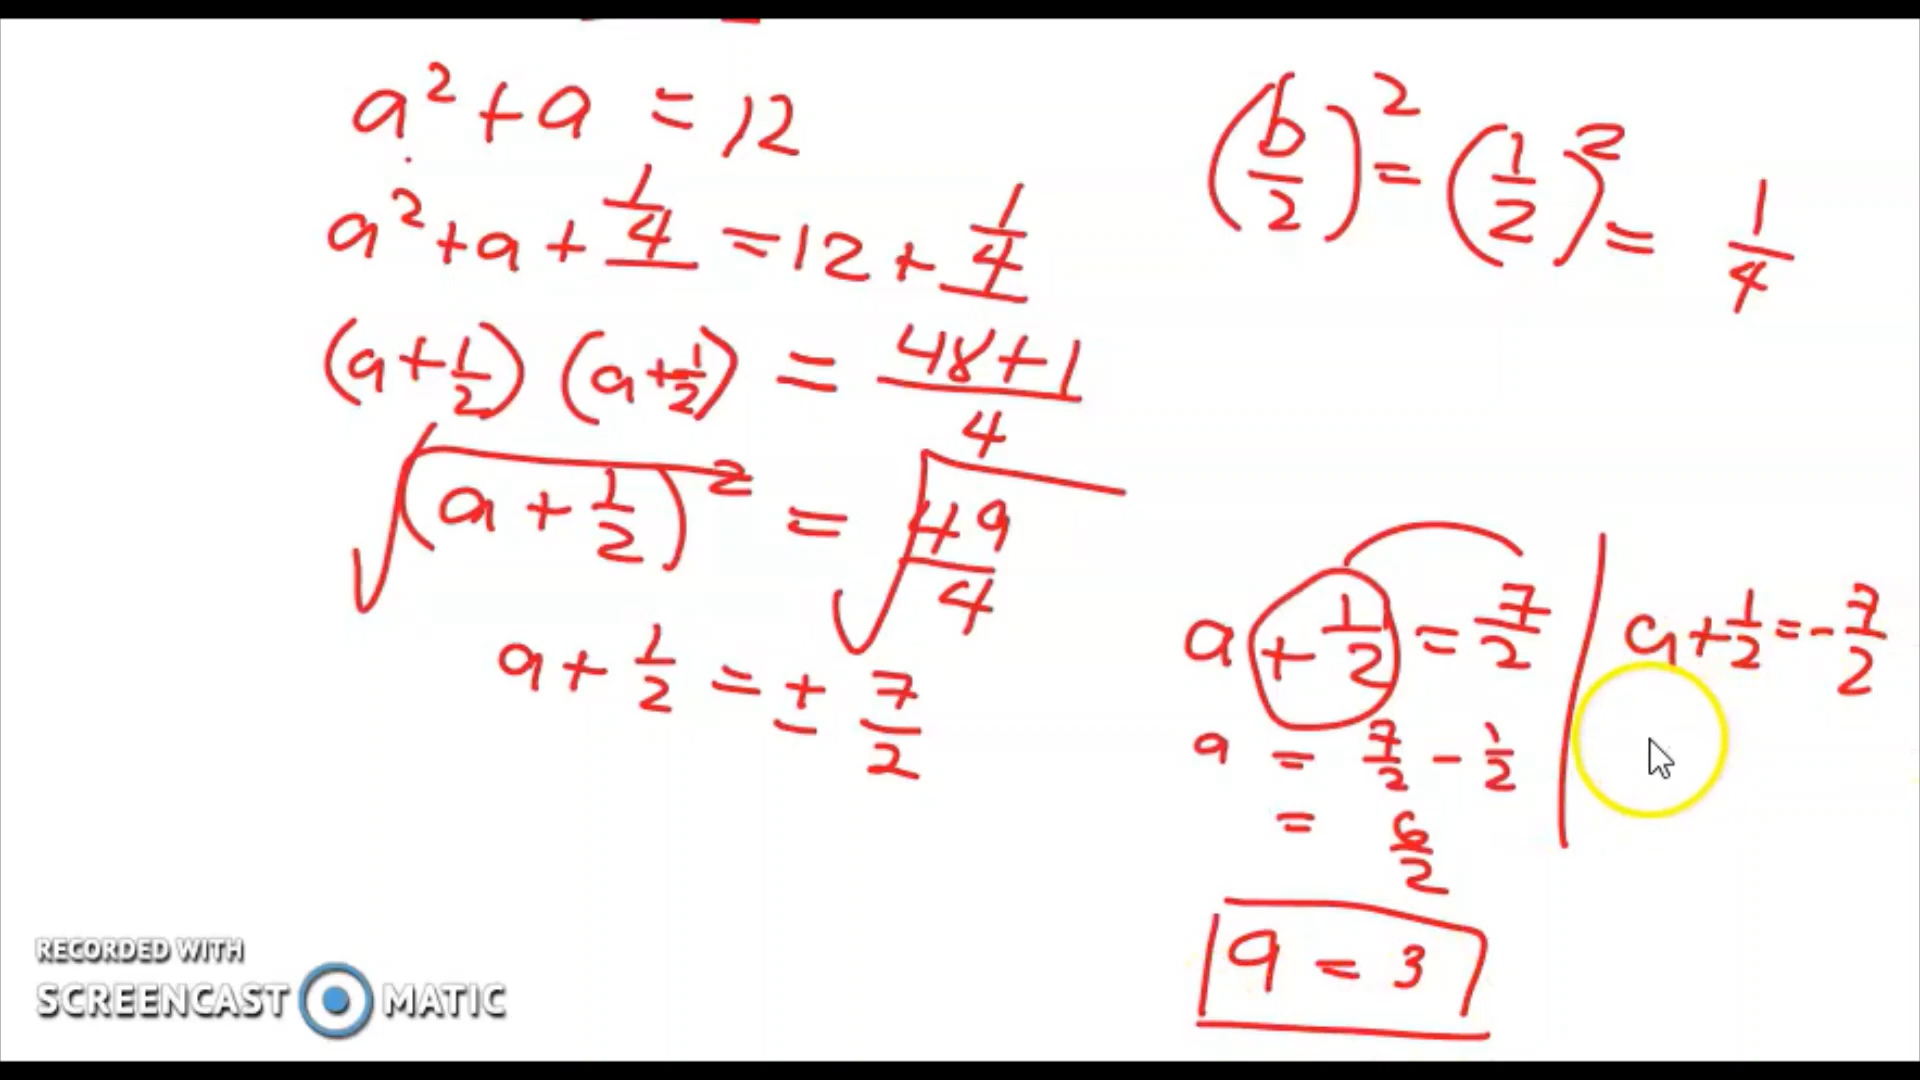 a² + a = 12
a² + a + 1/4 = 12 + 1/4
(a + 1/2) (a + 1/2) = 48 + 1 / 4
√(a + 1/2)² = √49/4
a + 1/2 = ± 7/2
(b/2)² = (1/2)² = 1/4
a + 1/2 = 7/2
a = 7/2 - 1/2
= 6/2
a = 3
a + 1/2 = - 7/2
RECORDED WITH
SCREENCAST MATIC